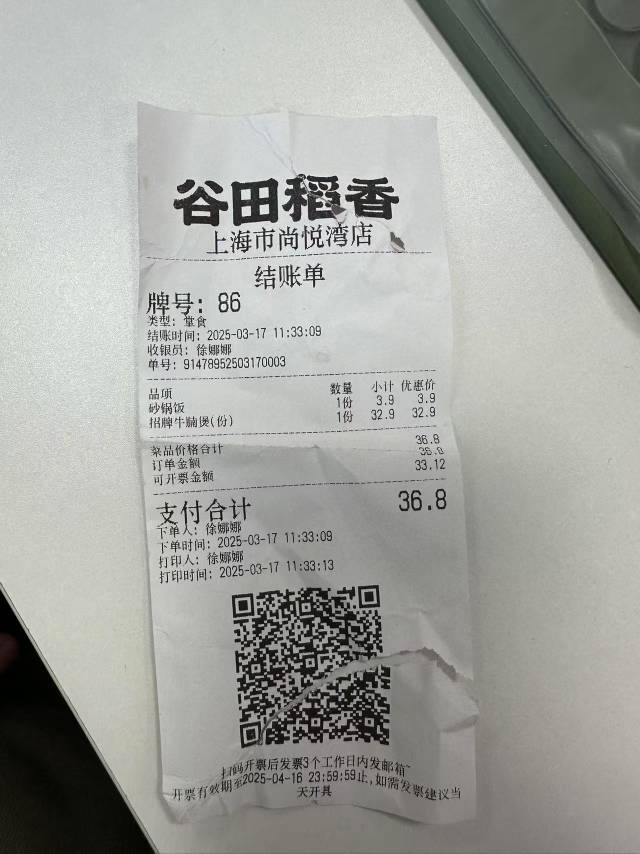 谷田稻香
上海市尚悦湾店
结账单
牌号: 86
类型: 堂食
结账时间: 2025-03-17 11:33:09
收银员: 徐娜娜
单号: 91478952503170003
品项 数量 小计 优惠价
砂锅饭 1份 3.9 3.9
招牌牛腩煲(份) 1份 32.9 32.9
菜品价格合计 36.8
订单金额 36.8
可开票金额 33.12
支付合计 36.8
下单人: 徐娜娜
下单时间: 2025-03-17 11:33:09
打印人: 徐娜娜
打印时间: 2025-03-17 11:33:13
扫码开票后发票3个工作日内发邮箱~
开票有效期至2025-04-16 23:59:59止,如需发票建议当
天开具